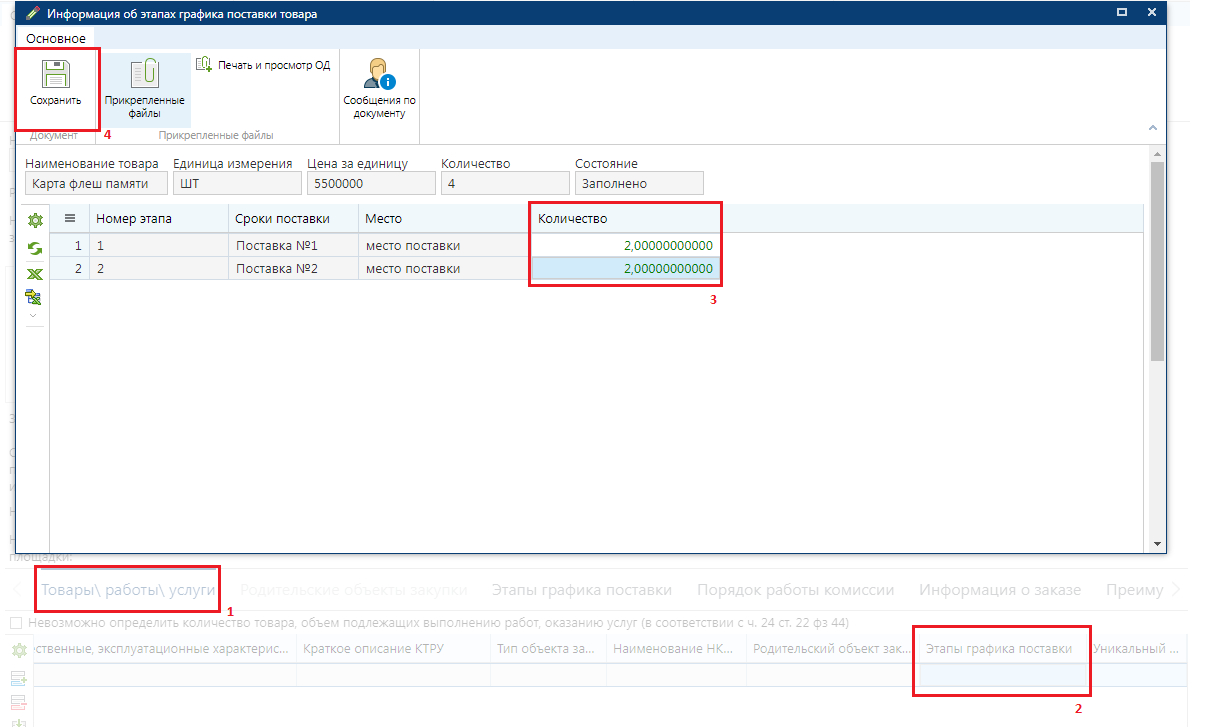 Информация об этапах графика поставки товара
Основное
Сохранить
Прикрепленные файлы
Печать и просмотр ОД
Сообщения по документу
Документ
4
Прикрепленные файлы
Наименование товара Единица измерения Цена за единицу Количество Состояние
Карта флеш памяти ШТ 5500000 4 Заполнено
Номер этапа Сроки поставки Место Количество
1 1 Поставка №1 место поставки 2,00000000000
2 2 Поставка №2 место поставки 2,00000000000
3
площадки:
Товары\ работы\ услуги Родительские объекты закупки Этапы графика поставки Порядок работы комиссии Информация о заказе Преиму
1
Невозможно определить количество товара, объем подлежащих выполнению работ, оказанию услуг (в соответствии с ч. 24 ст. 22 фз 44)
ественные, эксплуатационные характерис... Краткое описание КТРУ Тип объекта за... Наименование НК... Родительский объект зак... Этапы графика поставки Уникальный ...
2